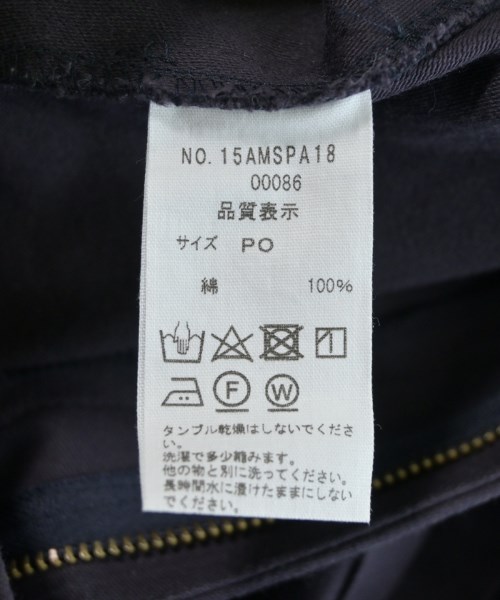 NO. 15AMSPA18
00086
品質表示
サイズ PO
綿 100%
F W
タンブル乾燥はしないでくださ
い。
洗濯で多少縮みます。
他の物と別に洗ってください。
長時間水に漬けたままにしない
でください。